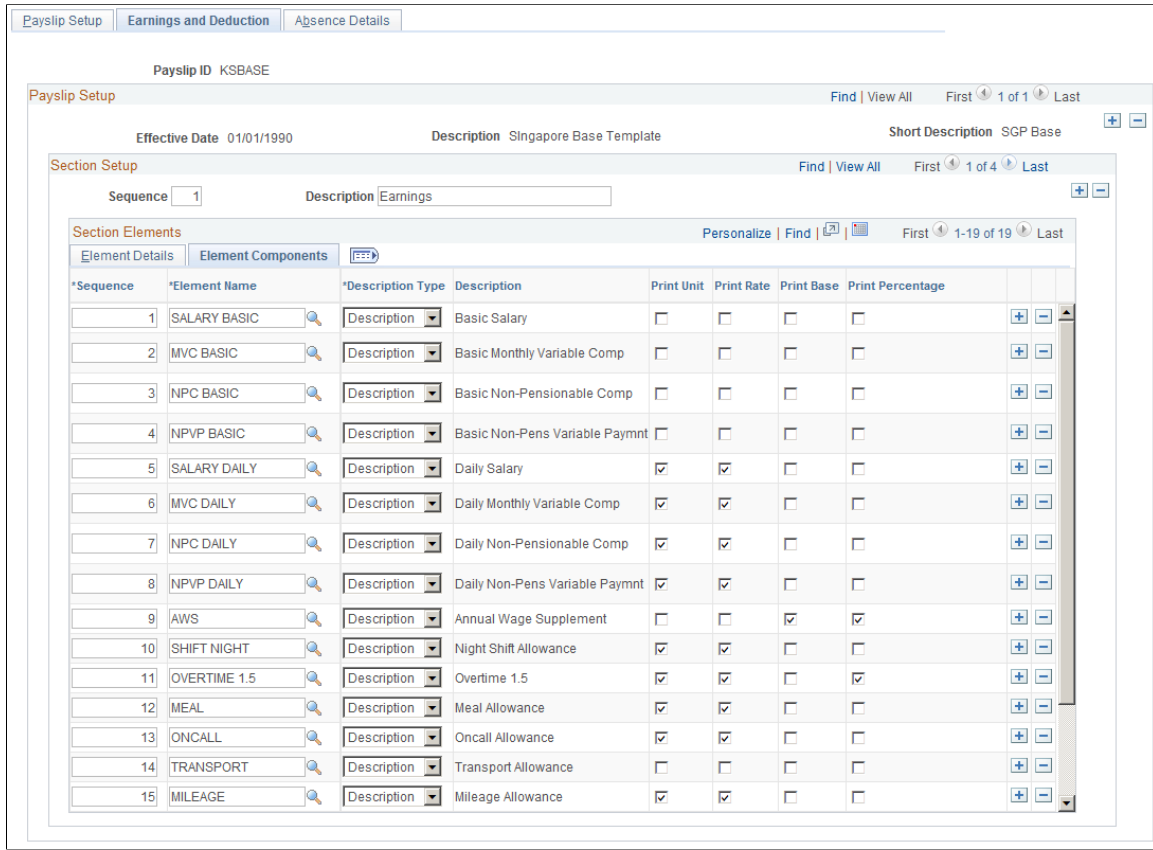 Payslip Setup Earnings and Deduction Absence Details
Payslip ID KSBASE
Payslip Setup Find | View All First 1 of 1 Last
Effective Date 01/01/1990 Description SIngapore Base Template Short Description SGP Base
Section Setup Find | View All First 1 of 4 Last
Sequence 1 Description Earnings
Section Elements Personalize | Find | | First 1-19 of 19 Last
Element Details Element Components
*Sequence *Element Name *Description Type Description Print Unit Print Rate Print Base Print Percentage
1 SALARY BASIC Description Basic Salary
2 MVC BASIC Description Basic Monthly Variable Comp
3 NPC BASIC Description Basic Non-Pensionable Comp
4 NPVP BASIC Description Basic Non-Pens Variable Paymnt
5 SALARY DAILY Description Daily Salary
6 MVC DAILY Description Daily Monthly Variable Comp
7 NPC DAILY Description Daily Non-Pensionable Comp
8 NPVP DAILY Description Daily Non-Pens Variable Paymnt
9 AWS Description Annual Wage Supplement
10 SHIFT NIGHT Description Night Shift Allowance
11 OVERTIME 1.5 Description Overtime 1.5
12 MEAL Description Meal Allowance
13 ONCALL Description Oncall Allowance
14 TRANSPORT Description Transport Allowance
15 MILEAGE Description Mileage Allowance